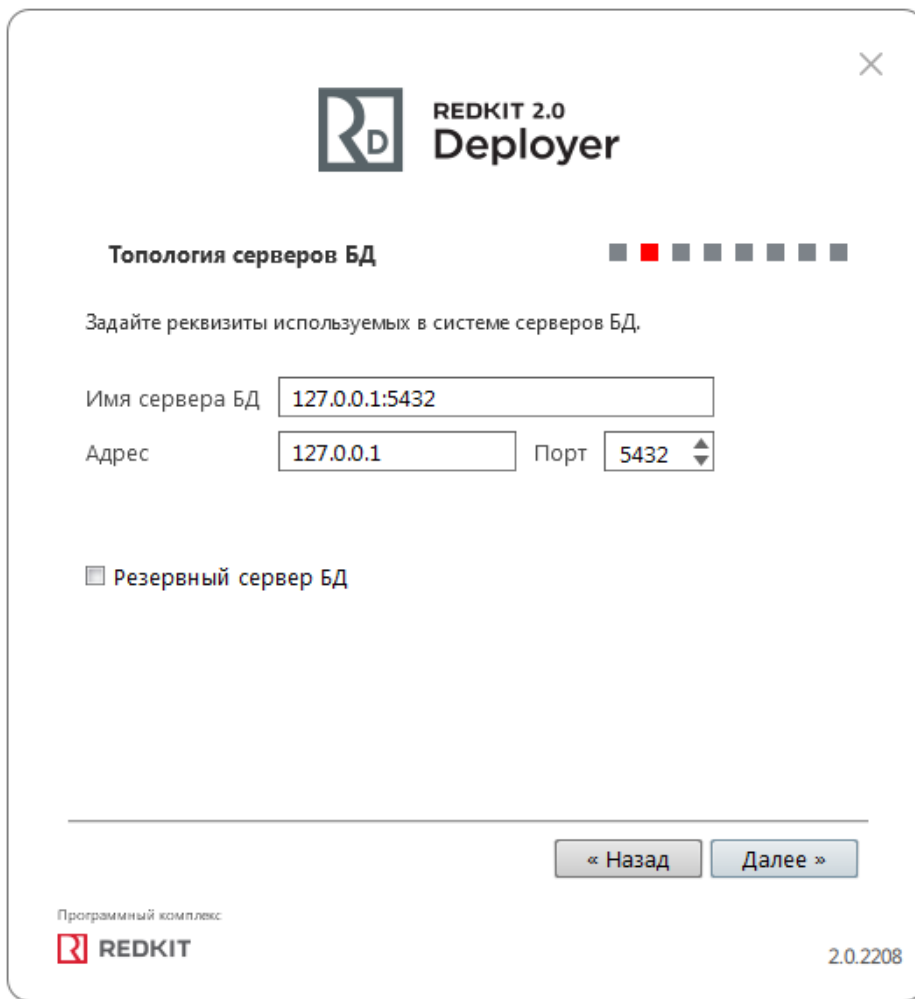 REDKIT 2.0
Deployer
Топология серверов БД
Задайте реквизиты используемых в системе серверов БД.
Имя сервера БД 127.0.0.1:5432
Адрес 127.0.0.1 Порт 5432
Резервный сервер БД
« Назад Далее »
Программный комплекс
REDKIT
2.0.2208